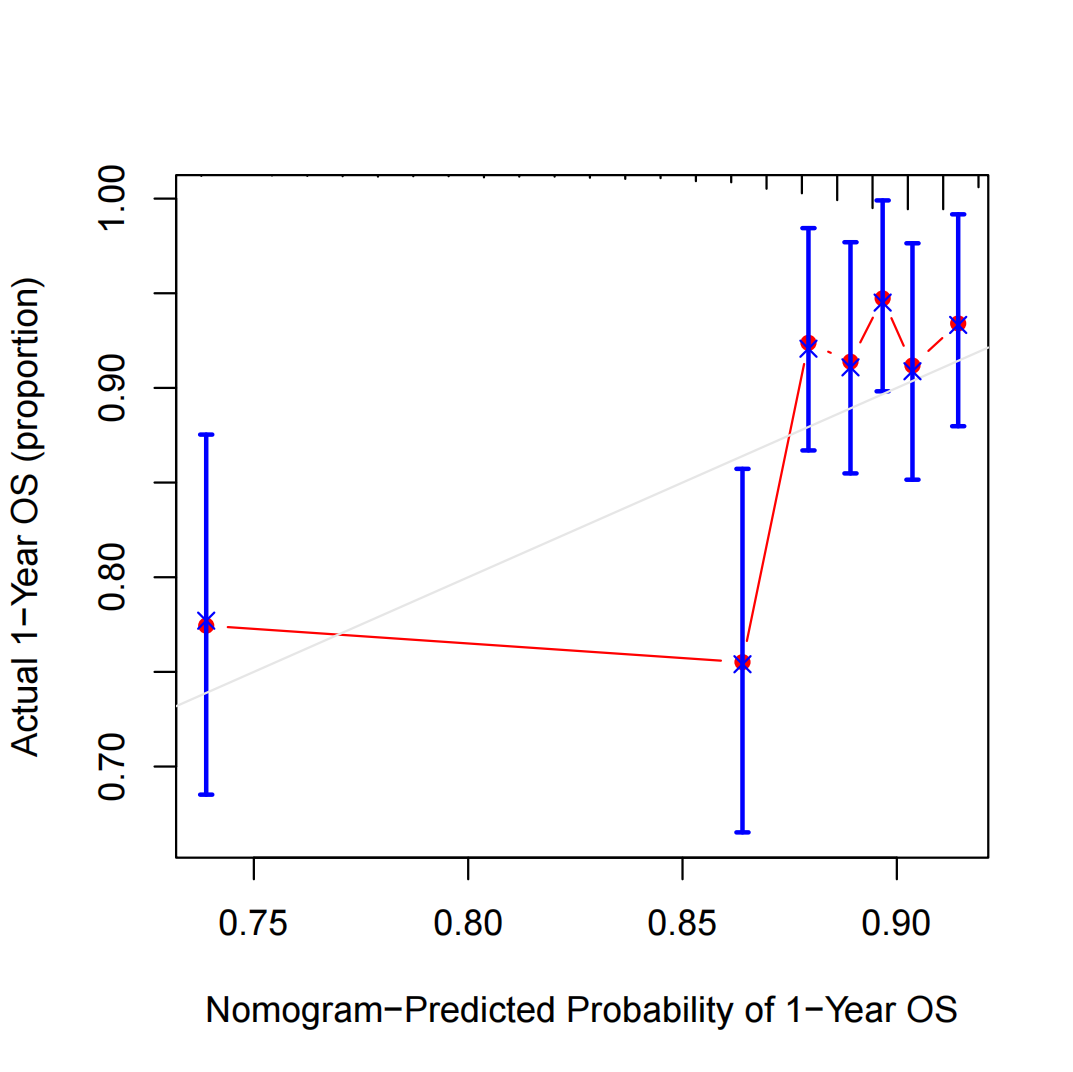 Actual 1−Year OS (proportion)
1.00
0.90
0.80
0.70
0.75 0.80 0.85 0.90
Nomogram−Predicted Probability of 1−Year OS